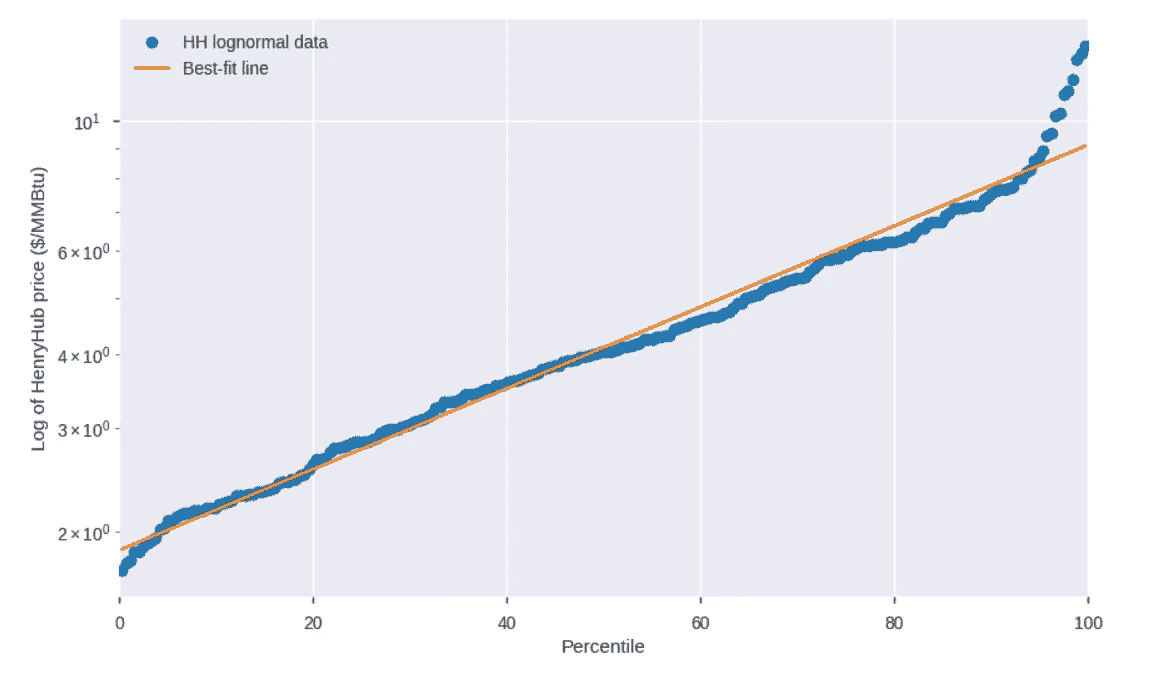 HH lognormal data
Best-fit line
Log of HenryHub price ($/MMBtu)
10¹
6 × 10⁰
4 × 10⁰
3 × 10⁰
2 × 10⁰
0 20 40 60 80 100
Percentile